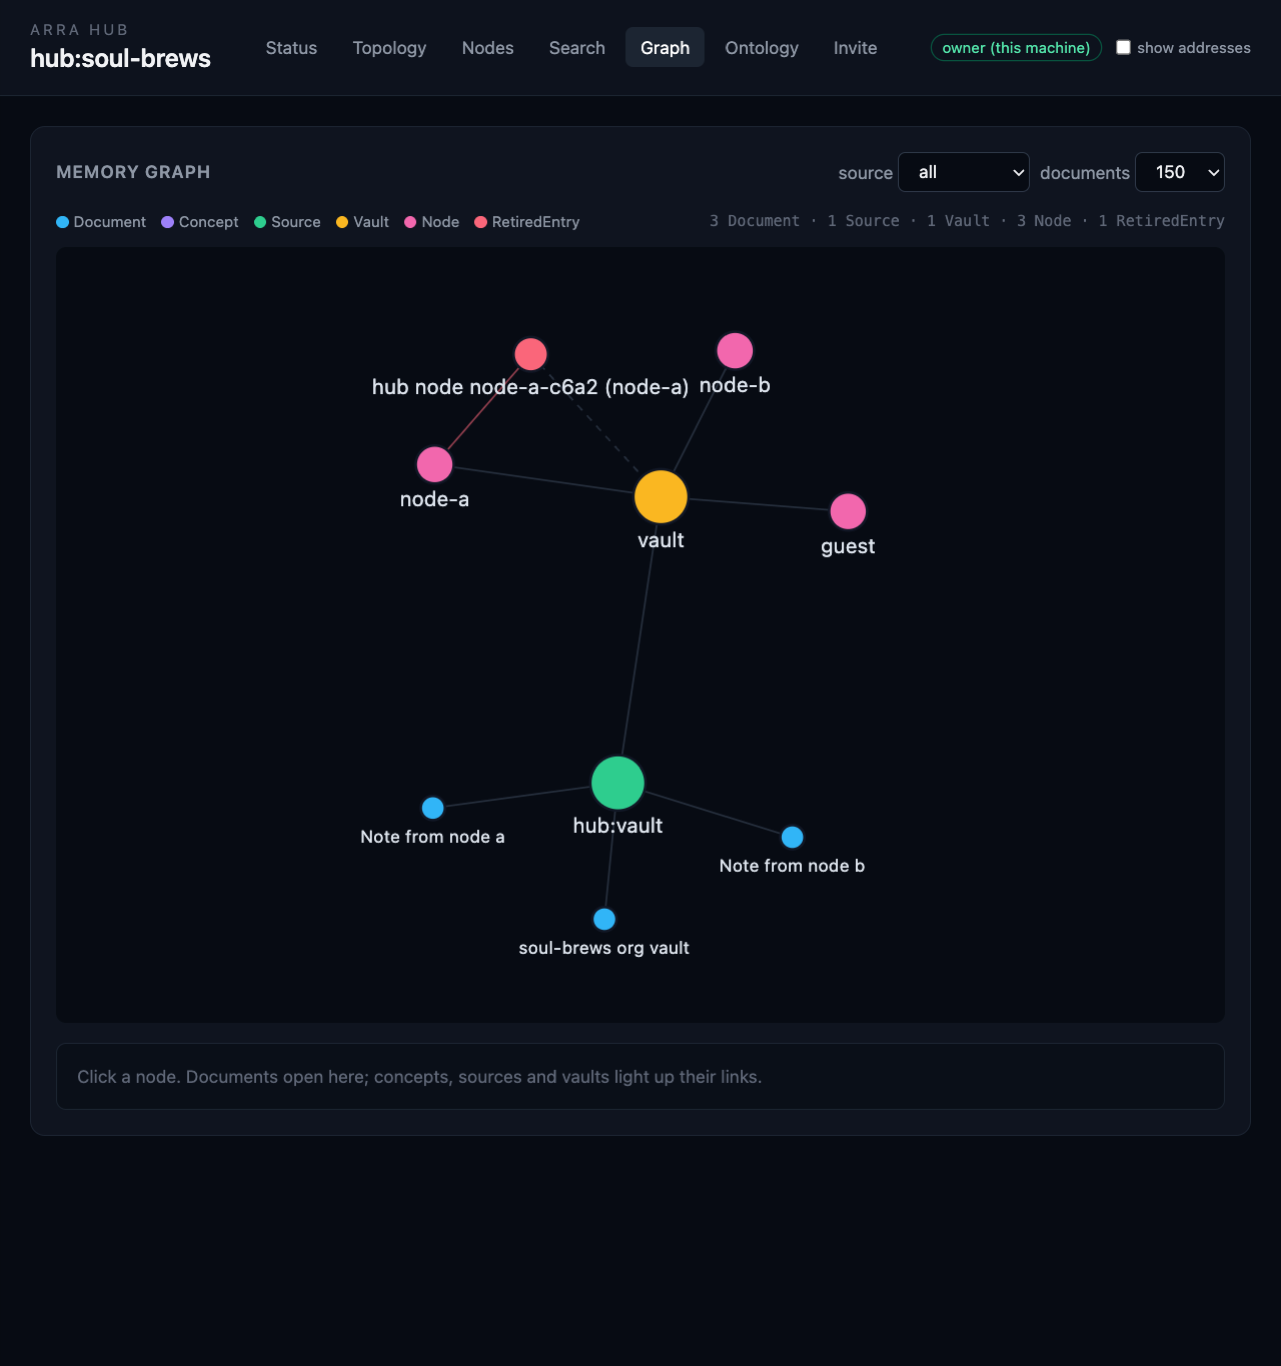 ARRA HUB
hub:soul-brews
Status
Topology
Nodes
Search
Graph
Ontology
Invite
owner (this machine)
show addresses
MEMORY GRAPH
source all
documents 150
Document
Concept
Source
Vault
Node
RetiredEntry
3 Document · 1 Source · 1 Vault · 3 Node · 1 RetiredEntry
hub node node-a-c6a2 (node-a)
node-b
node-a
vault
guest
hub:vault
Note from node a
Note from node b
soul-brews org vault
Click a node. Documents open here; concepts, sources and vaults light up their links.